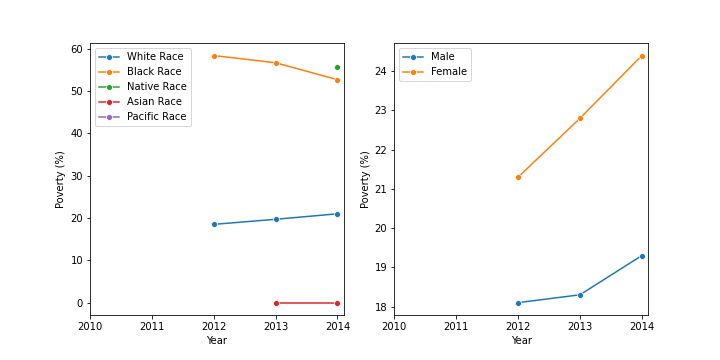 White Race
Black Race
Native Race
Asian Race
Pacific Race
60
50
40
30
20
10
0
Poverty (%)
2010 2011 2012 2013 2014
Year
Male
Female
24
23
22
21
20
19
18
Poverty (%)
2010 2011 2012 2013 2014
Year